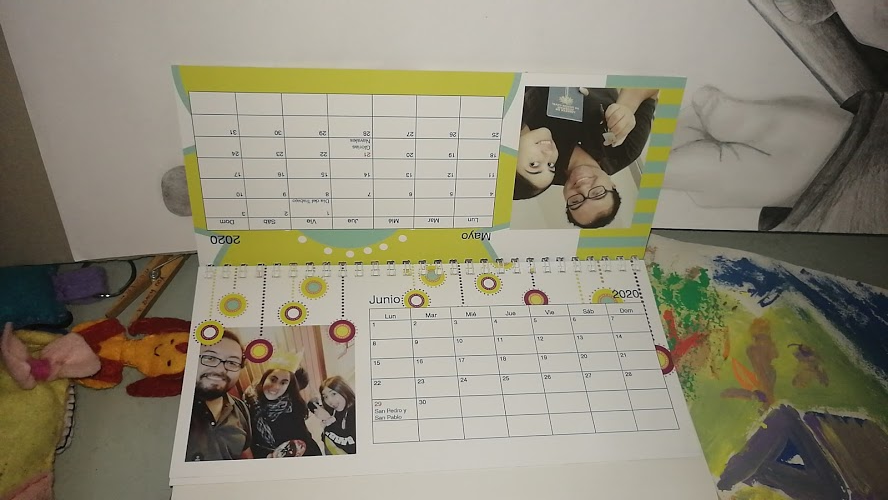 2020
Mayo
Lun Mar Mié Jue Vie Sáb Dom
1 2 3
Día del Trabajo
4 5 6 7 8 9 10
11 12 13 14 15 16 17
18 19 20 21 22 23 24
Glorias
Navales
25 26 27 28 29 30 31
Junio 2020
Lun Mar Mié Jue Vie Sáb Dom
1 2 3 4 5 6 7
8 9 10 11 12 13 14
15 16 17 18 19 20 21
22 23 24 25 26 27 28
29 30
San Pedro y
San Pablo